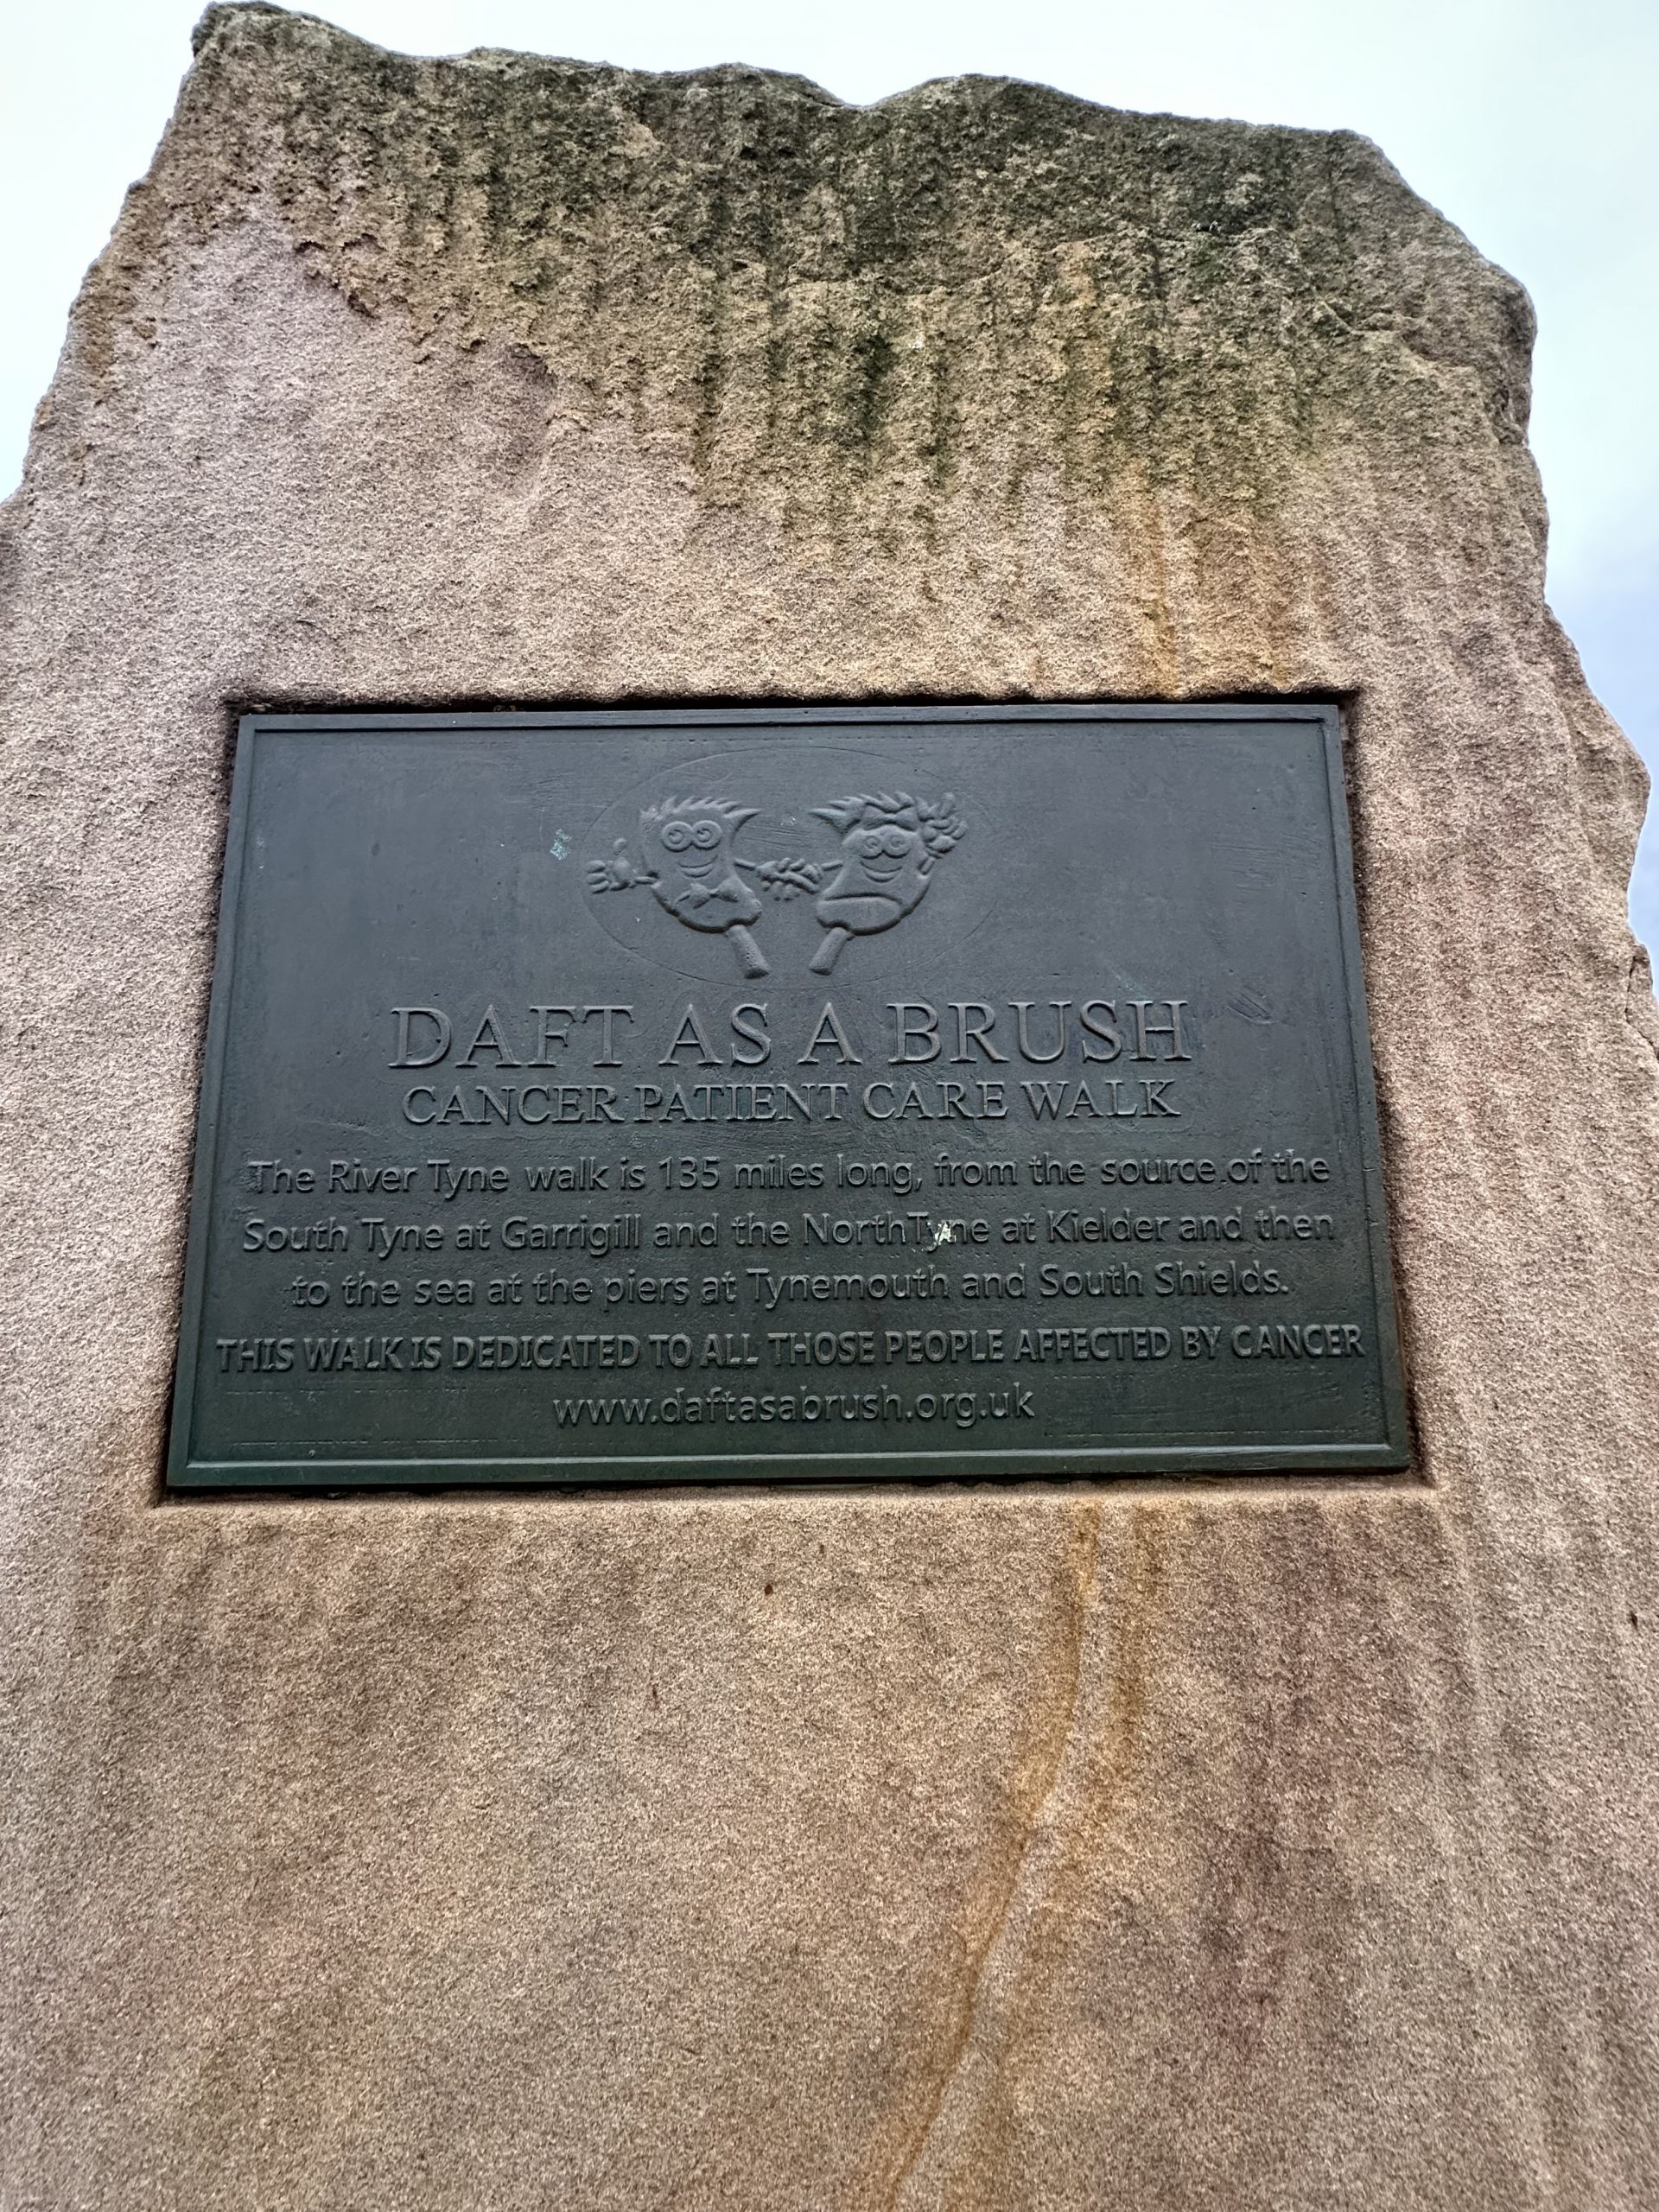 DAFT AS A BRUSH
CANCER PATIENT CARE WALK
The River Tyne walk is 135 miles long, from the source of the
South Tyne at Garrigill and the North Tyne at Kielder and then
to the sea at the piers at Tynemouth and South Shields.
THIS WALK IS DEDICATED TO ALL THOSE PEOPLE AFFECTED BY CANCER
www.daftasabrush.org.uk